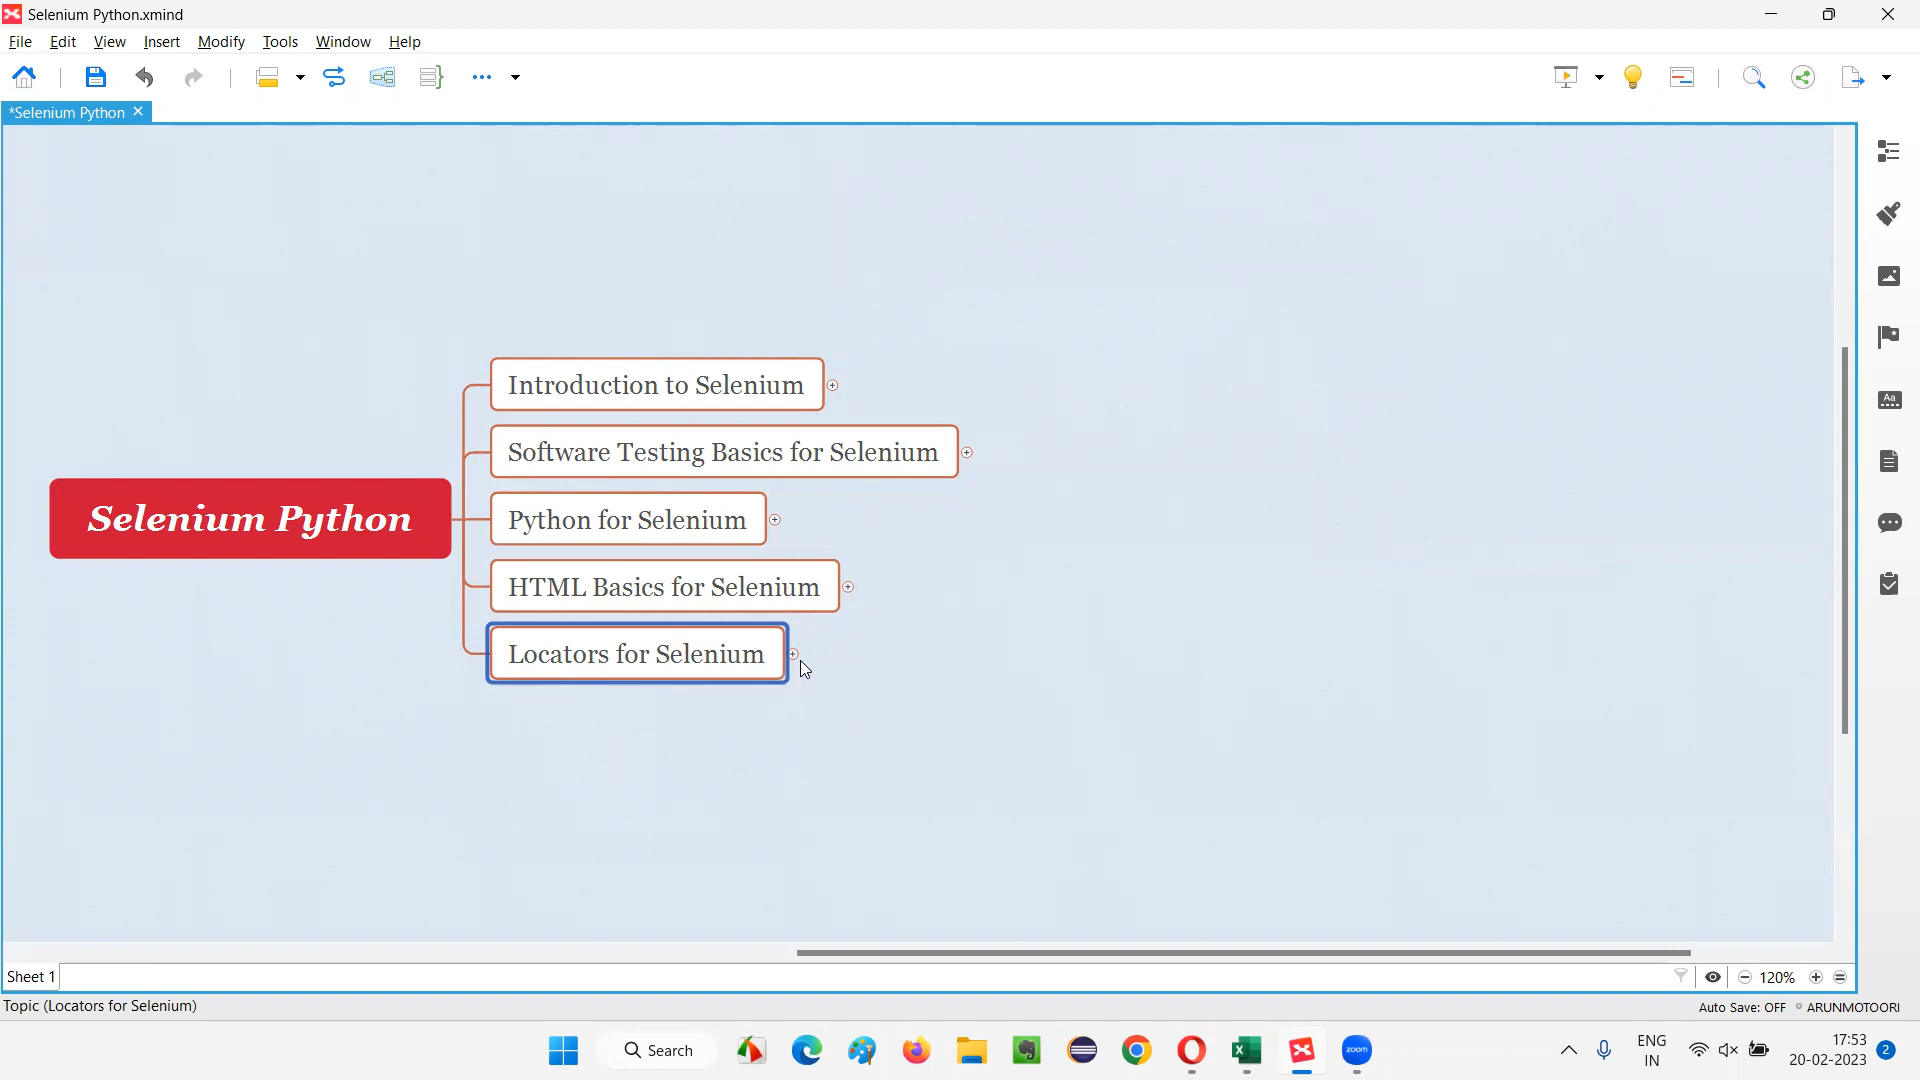 Selenium Python.xmind
File Edit View Insert Modify Tools Window Help
*Selenium Python
Introduction to Selenium
Software Testing Basics for Selenium
Selenium Python
Python for Selenium
HTML Basics for Selenium
Locators for Selenium
Aa
Sheet 1
120%
Topic (Locators for Selenium)
Auto Save: OFF
ARUNMOTOORI
Search
zoom
ENG
IN
17:53
20-02-2023
2